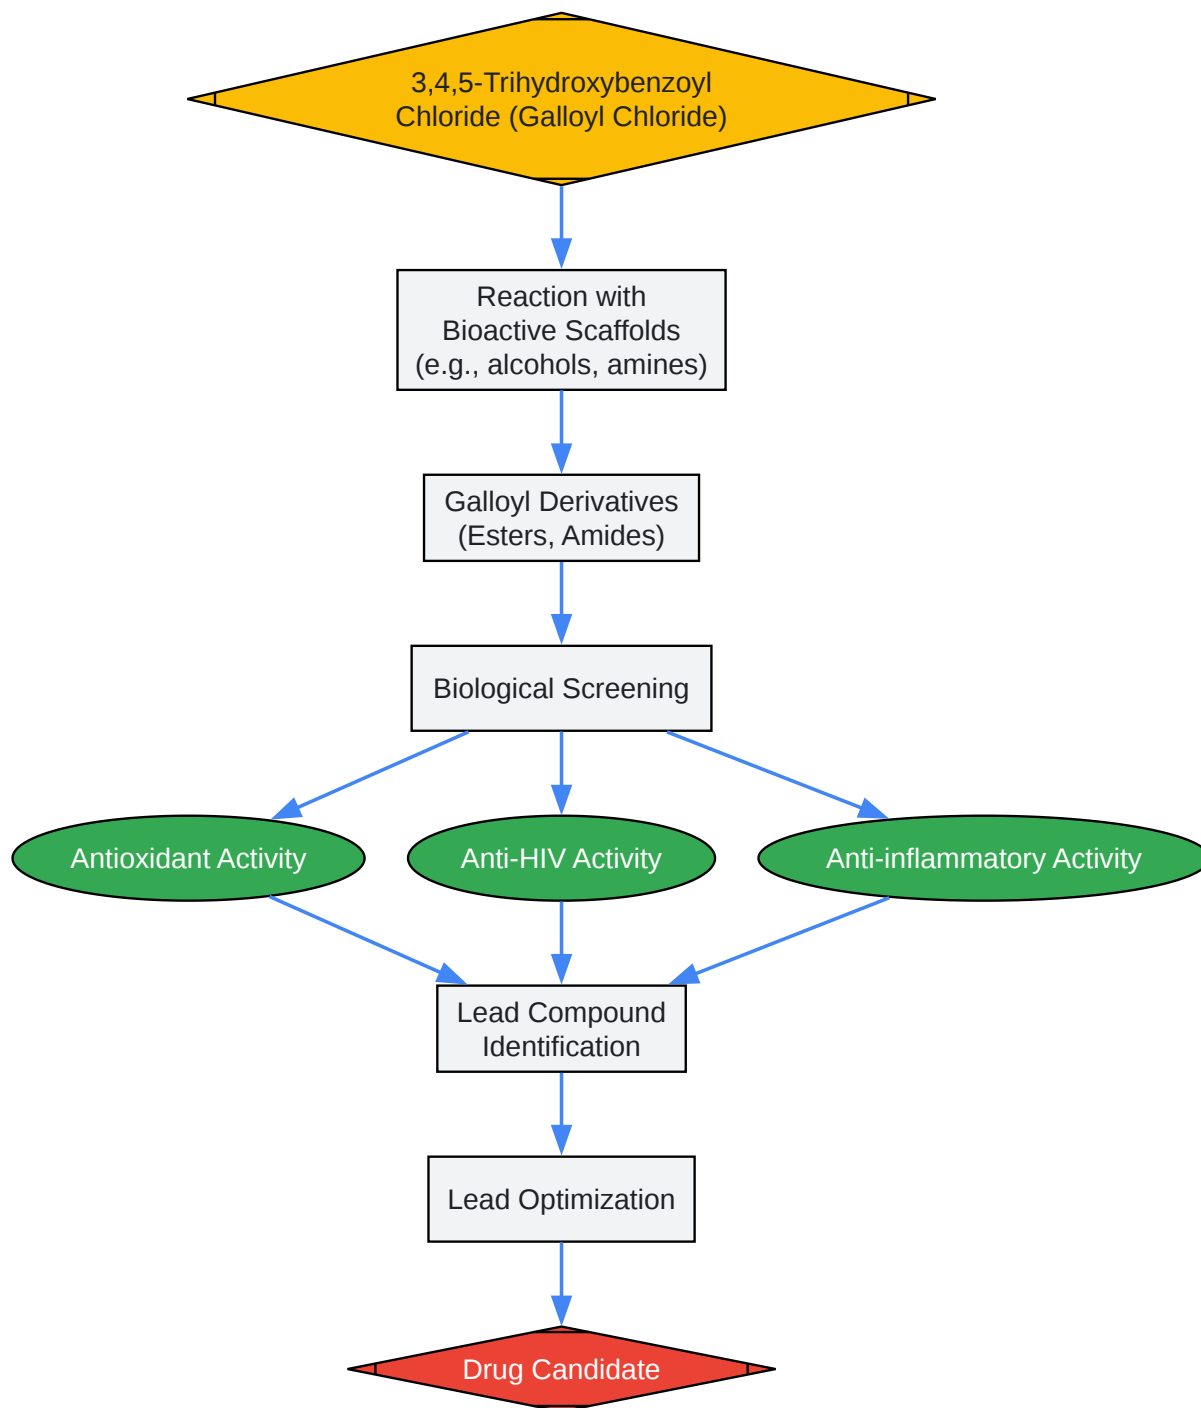 3,4,5-Trihydroxybenzoyl
Chloride (Galloyl Chloride)
Reaction with
Bioactive Scaffolds
(e.g., alcohols, amines)
Galloyl Derivatives
(Esters, Amides)
Biological Screening
Antioxidant Activity
Anti-HIV Activity
Anti-inflammatory Activity
Lead Compound
Identification
Lead Optimization
Drug Candidate